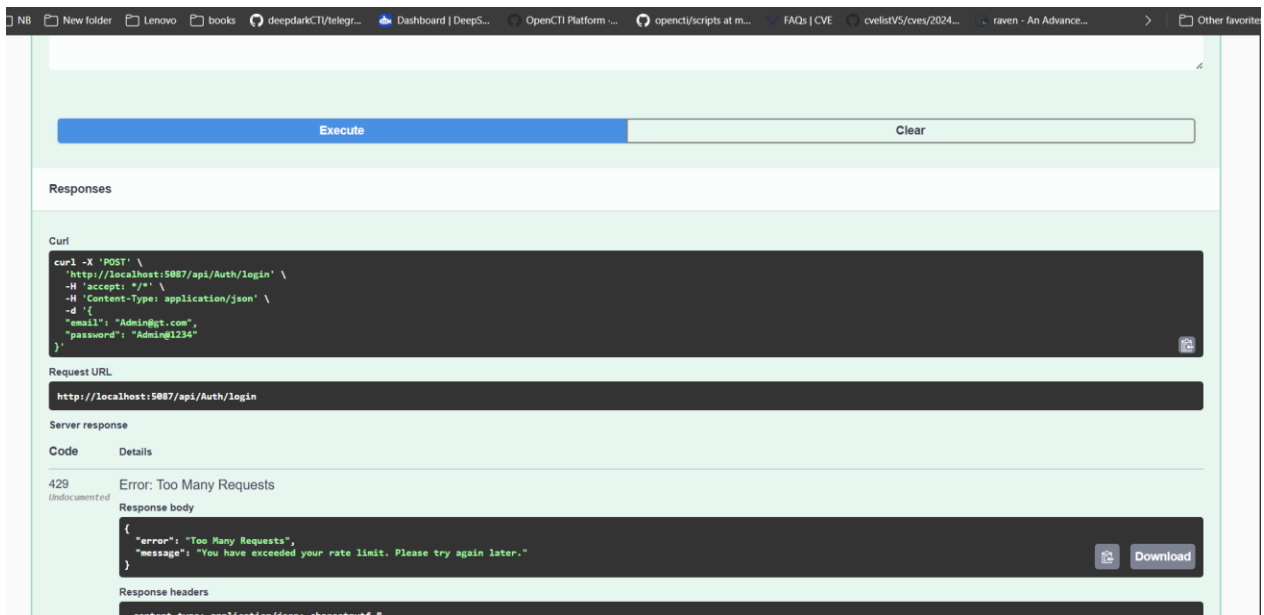 NB New folder Lenovo books deepdarkCTI/telegr... Dashboard | DeepS... OpenCTI Platform -... opencti/scripts at m... FAQs | CVE cvelistV5/cves/2024... raven - An Advance... Other favorites
Execute Clear
Responses
Curl
curl -X 'POST' \
'http://localhost:5087/api/Auth/login' \
-H 'accept: */*' \
-H 'Content-Type: application/json' \
-d '{
"email": "Admin@gt.com",
"password": "Admin@1234"
}'
Request URL
http://localhost:5087/api/Auth/login
Server response
Code Details
429 Error: Too Many Requests
Undocumented
Response body
{
"error": "Too Many Requests",
"message": "You have exceeded your rate limit. Please try again later."
}
Download
Response headers